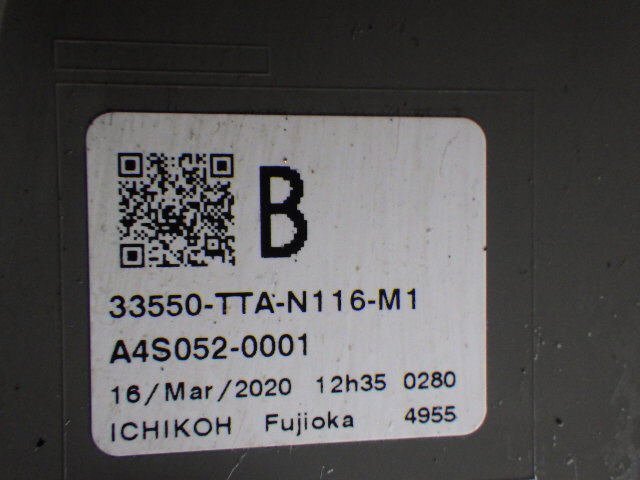 B
33550-TTA-N116-M1
A4S052-0001
16/Mar/2020 12h35 0280
ICHIKOH Fujioka 4955